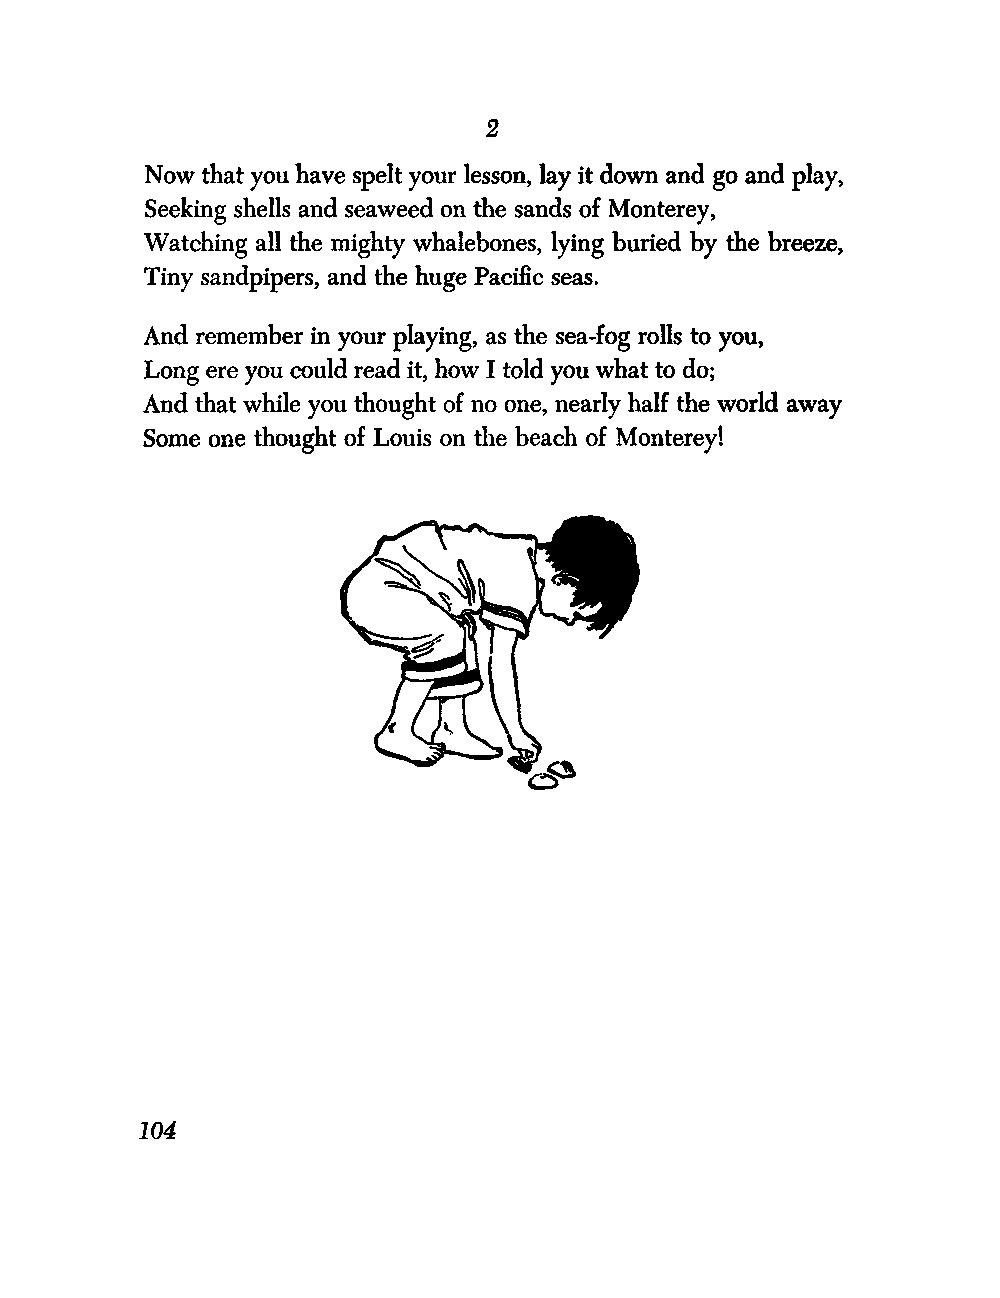 2
Now that you have spelt your lesson, lay it down and go and play,
Seeking shells and seaweed on the sands of Monterey,
Watching all the mighty whalebones, lying buried by the breeze,
Tiny sandpipers, and the huge Pacific seas.
And remember in your playing, as the sea-fog rolls to you,
Long ere you could read it, how I told you what to do;
And that while you thought of no one, nearly half the world away
Some one thought of Louis on the beach of Monterey!
104